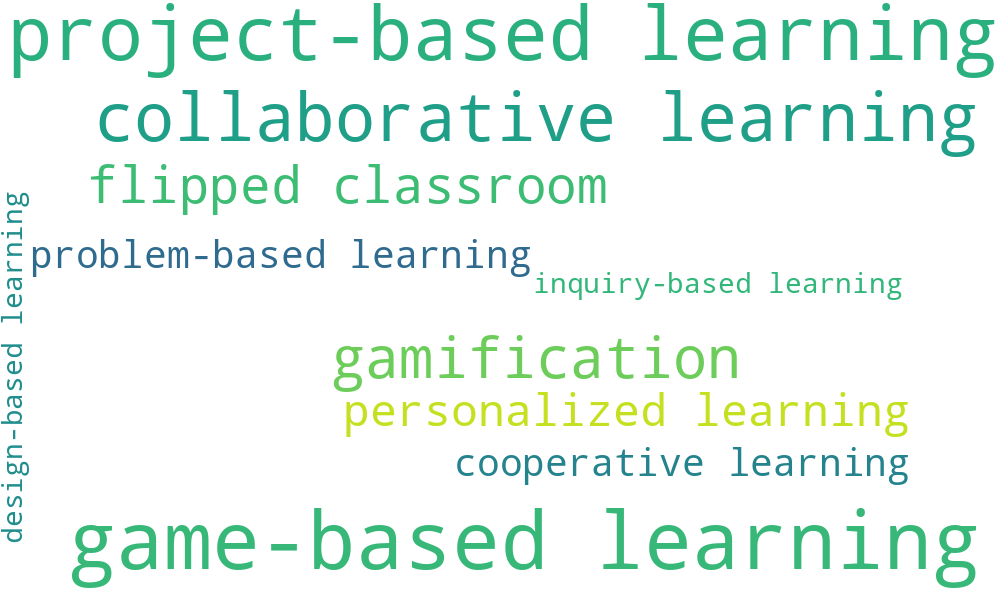 project-based learning
collaborative learning
flipped classroom
problem-based learning
inquiry-based learning
design-based learning
gamification
personalized learning
cooperative learning
game-based learning